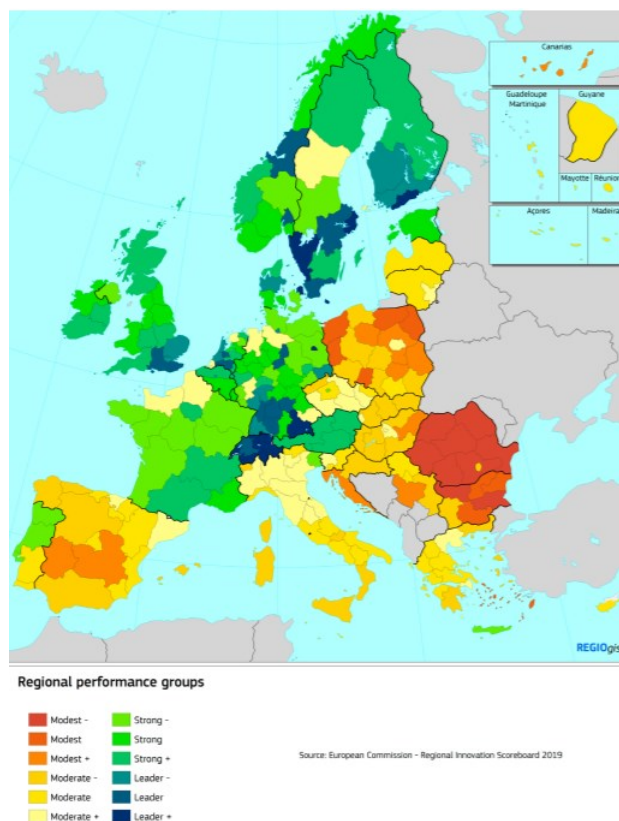 Canarias
Guadeloupe
Martinique
Guyane
Mayotte
Réunion
Açores
Madeira
REGIOgis
Regional performance groups
Modest -
Strong -
Modest
Strong
Modest +
Strong +
Moderate -
Leader -
Moderate
Leader
Moderate +
Leader +
Source: European Commission - Regional Innovation Scoreboard 2019